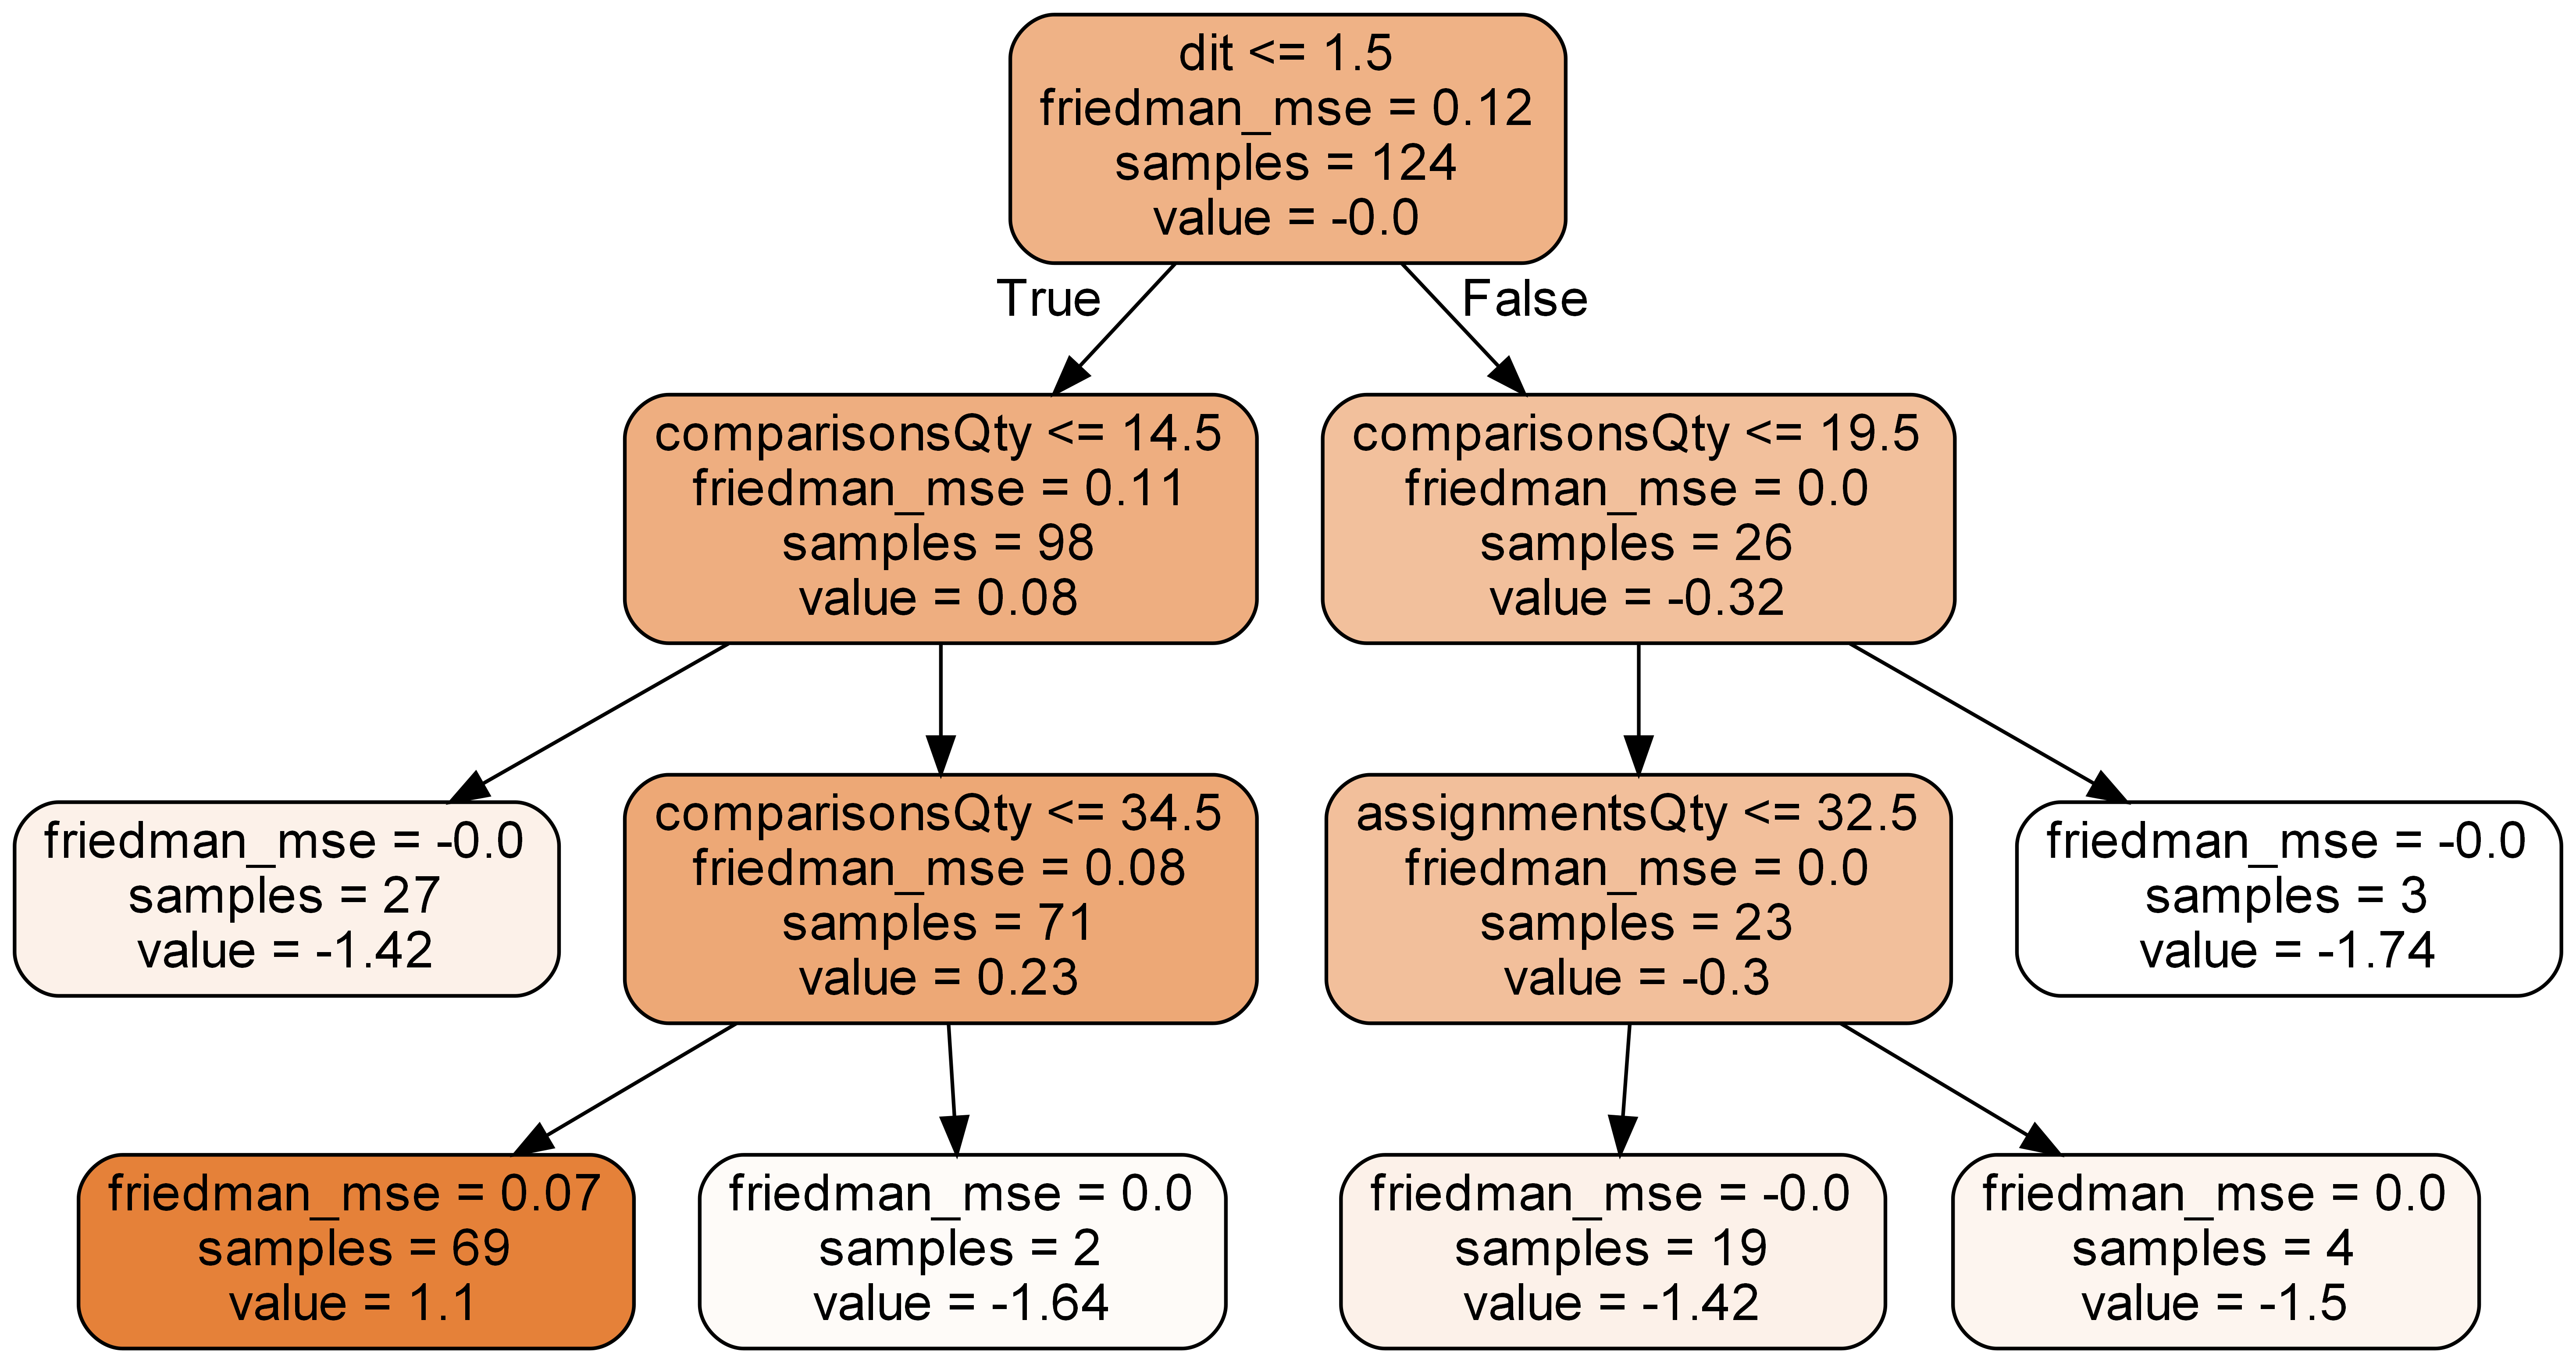 dit <= 1.5
friedman_mse = 0.12
samples = 124
value = -0.0
True
False
comparisonsQty <= 14.5
friedman_mse = 0.11
samples = 98
value = 0.08
comparisonsQty <= 19.5
friedman_mse = 0.0
samples = 26
value = -0.32
friedman_mse = -0.0
samples = 27
value = -1.42
comparisonsQty <= 34.5
friedman_mse = 0.08
samples = 71
value = 0.23
assignmentsQty <= 32.5
friedman_mse = 0.0
samples = 23
value = -0.3
friedman_mse = -0.0
samples = 3
value = -1.74
friedman_mse = 0.07
samples = 69
value = 1.1
friedman_mse = 0.0
samples = 2
value = -1.64
friedman_mse = -0.0
samples = 19
value = -1.42
friedman_mse = 0.0
samples = 4
value = -1.5